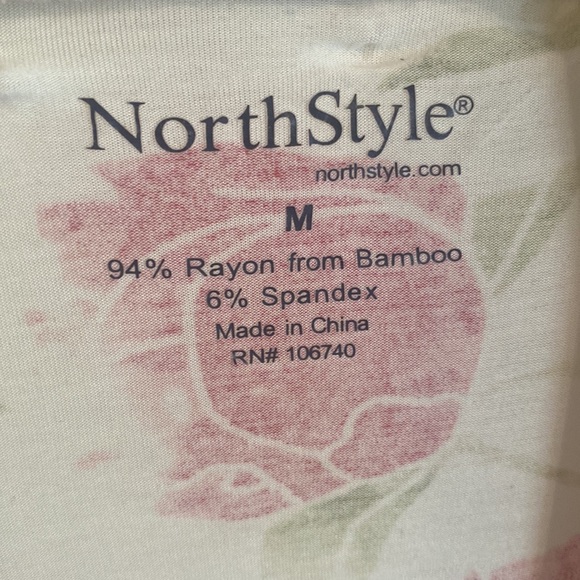 NorthStyle®
northstyle.com
M
94% Rayon from Bamboo
6% Spandex
Made in China
RN# 106740